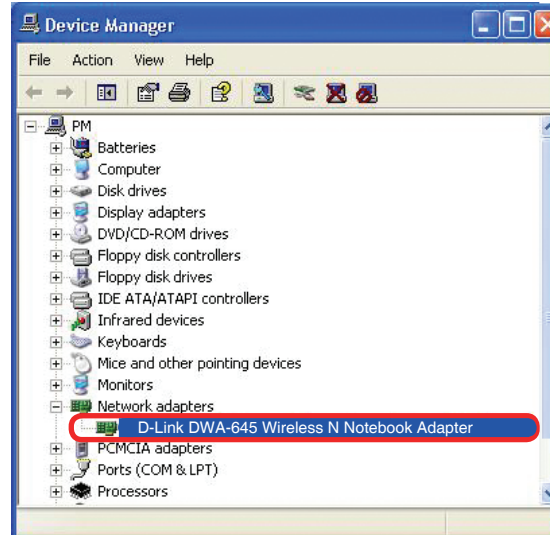 Device Manager
File Action View Help
PM
Batteries
Computer
Disk drives
Display adapters
DVD/CD-ROM drives
Floppy disk controllers
Floppy disk drives
IDE ATA/ATAPI controllers
Infrared devices
Keyboards
Mice and other pointing devices
Monitors
Network adapters
D-Link DWA-645 Wireless N Notebook Adapter
PCMCIA adapters
Ports (COM & LPT)
Processors